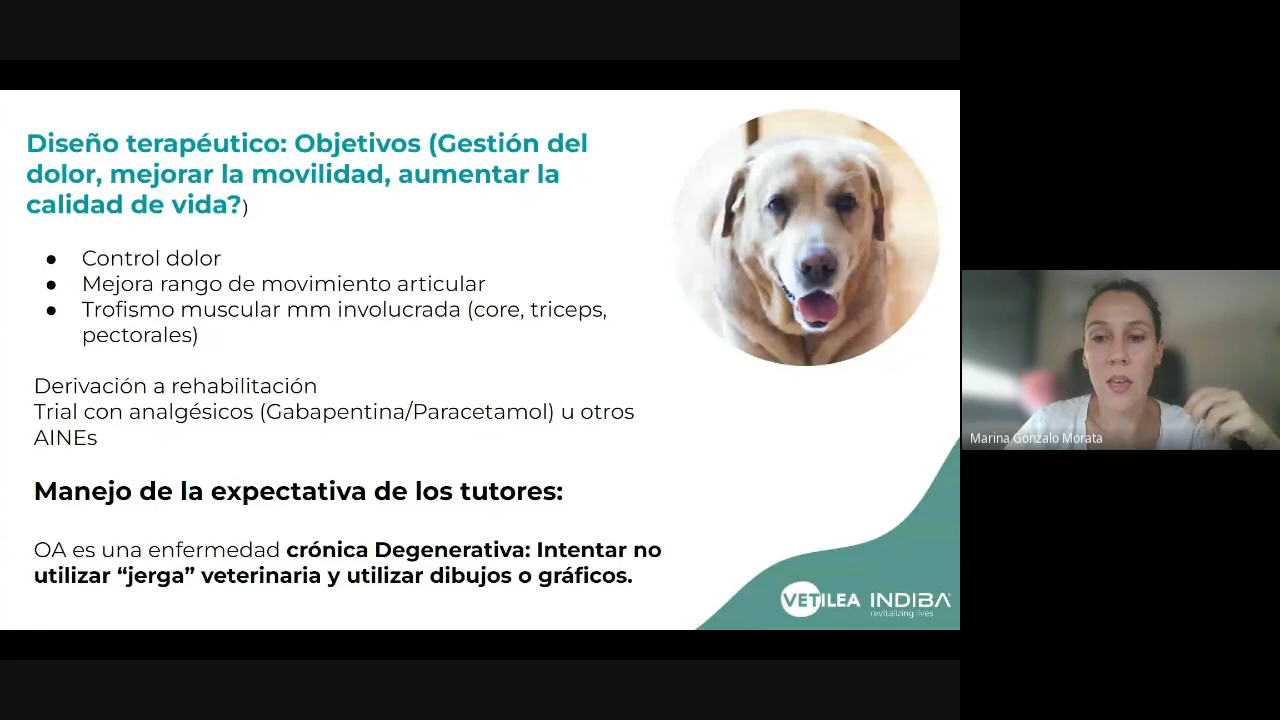 Diseño terapéutico: Objetivos (Gestión del
dolor, mejorar la movilidad, aumentar la
calidad de vida?)
● Control dolor
● Mejora rango de movimiento articular
● Trofismo muscular mm involucrada (core, triceps,
pectorales)
Derivación a rehabilitación
Trial con analgésicos (Gabapentina/Paracetamol) u otros
AINEs
Manejo de la expectativa de los tutores:
OA es una enfermedad crónica Degenerativa: Intentar no
utilizar “jerga” veterinaria y utilizar dibujos o gráficos.
VETILEA INDIBA
revitalizing lives
Marina Gonzalo Morata